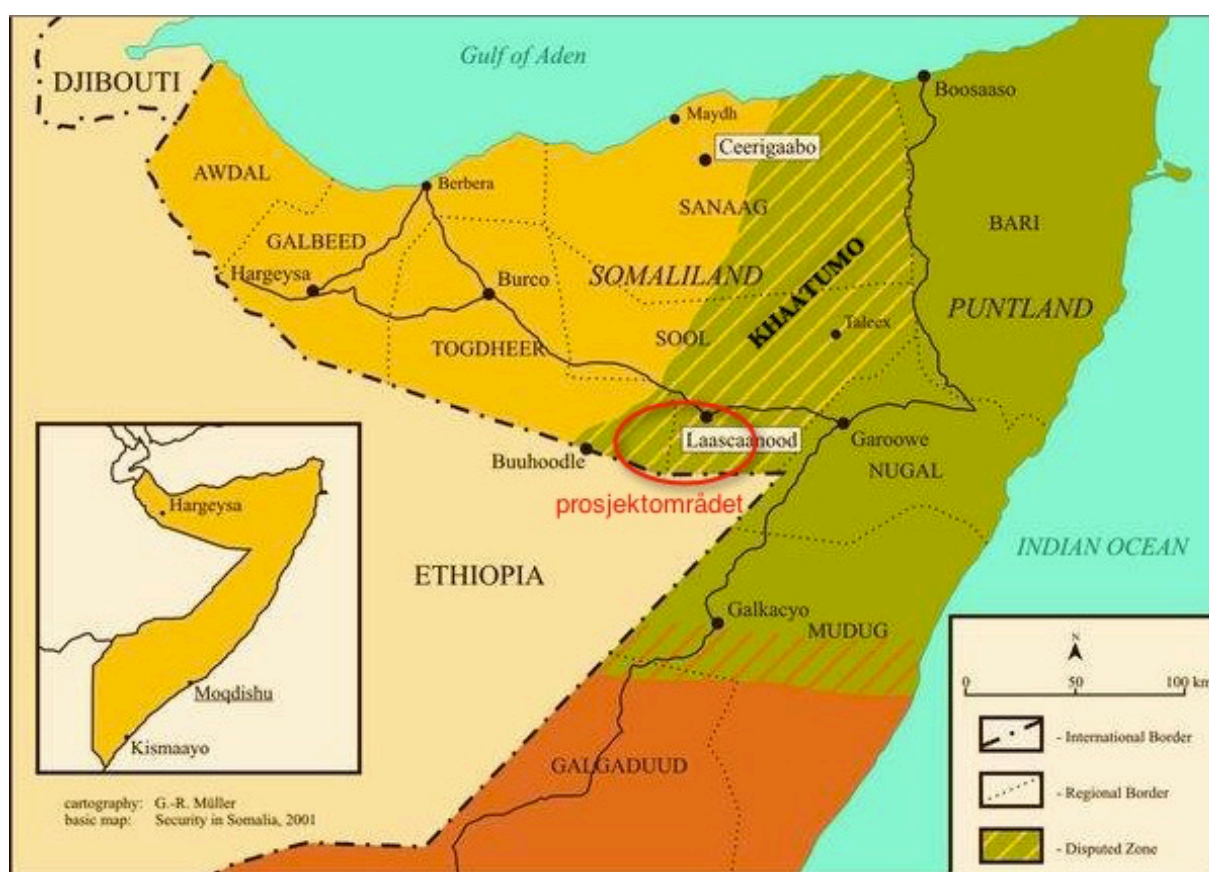 Gulf of Aden
DJIBOUTI
Boosaaso
Maydh
Ceerigaabo
AWDAL
Berbera
SANAAG
BARI
GALBEED
Hargeysa
Burco
SOMALILAND
KHAATUMO
PUNTLAND
Taleex
SOOL
TOGDHEER
Laascaanood
Garoowe
Buuhoodle
NUGAL
prosjektområdet
INDIAN OCEAN
ETHIOPIA
Galkacyo
MUDUG
GALGADUUD
Hargeysa
Moqdishu
Kismaayo
cartography: G.-R. Müller
basic map: Security in Somalia, 2001
N
0 50 100 km
- International Border
- Regional Border
- Disputed Zone